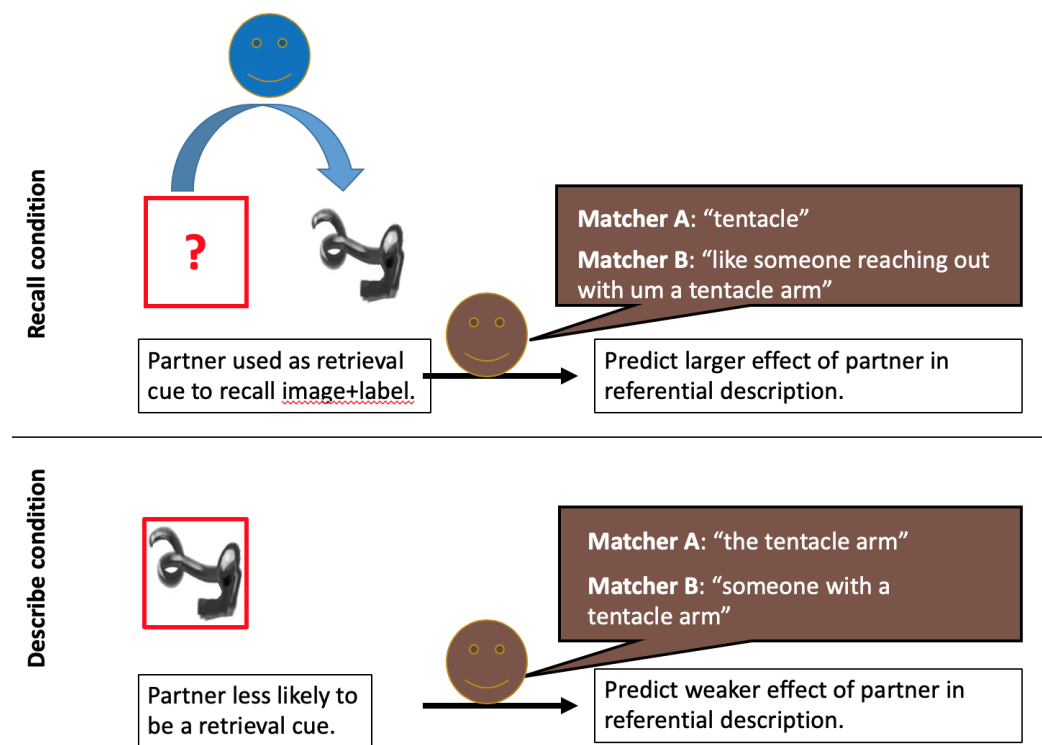 Recall condition
?
Matcher A: “tentacle”
Matcher B: “like someone reaching out
with um a tentacle arm”
Partner used as retrieval
cue to recall image+label.
Predict larger effect of partner in
referential description.
Describe condition
Matcher A: “the tentacle arm”
Matcher B: “someone with a
tentacle arm”
Partner less likely to
be a retrieval cue.
Predict weaker effect of partner in
referential description.